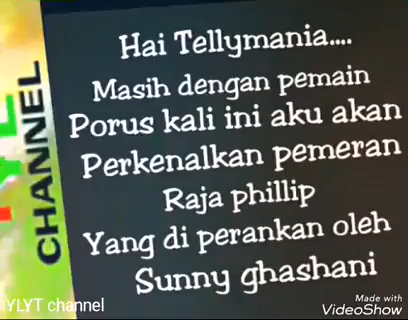 Hai Tellymania....
Masih dengan pemain
Porus kali ini aku akan
Perkenalkan pemeran
Raja phillip
Yang di perankan oleh
Sunny ghashani
CHANNEL
YLYT channel
Made with
VideoShow